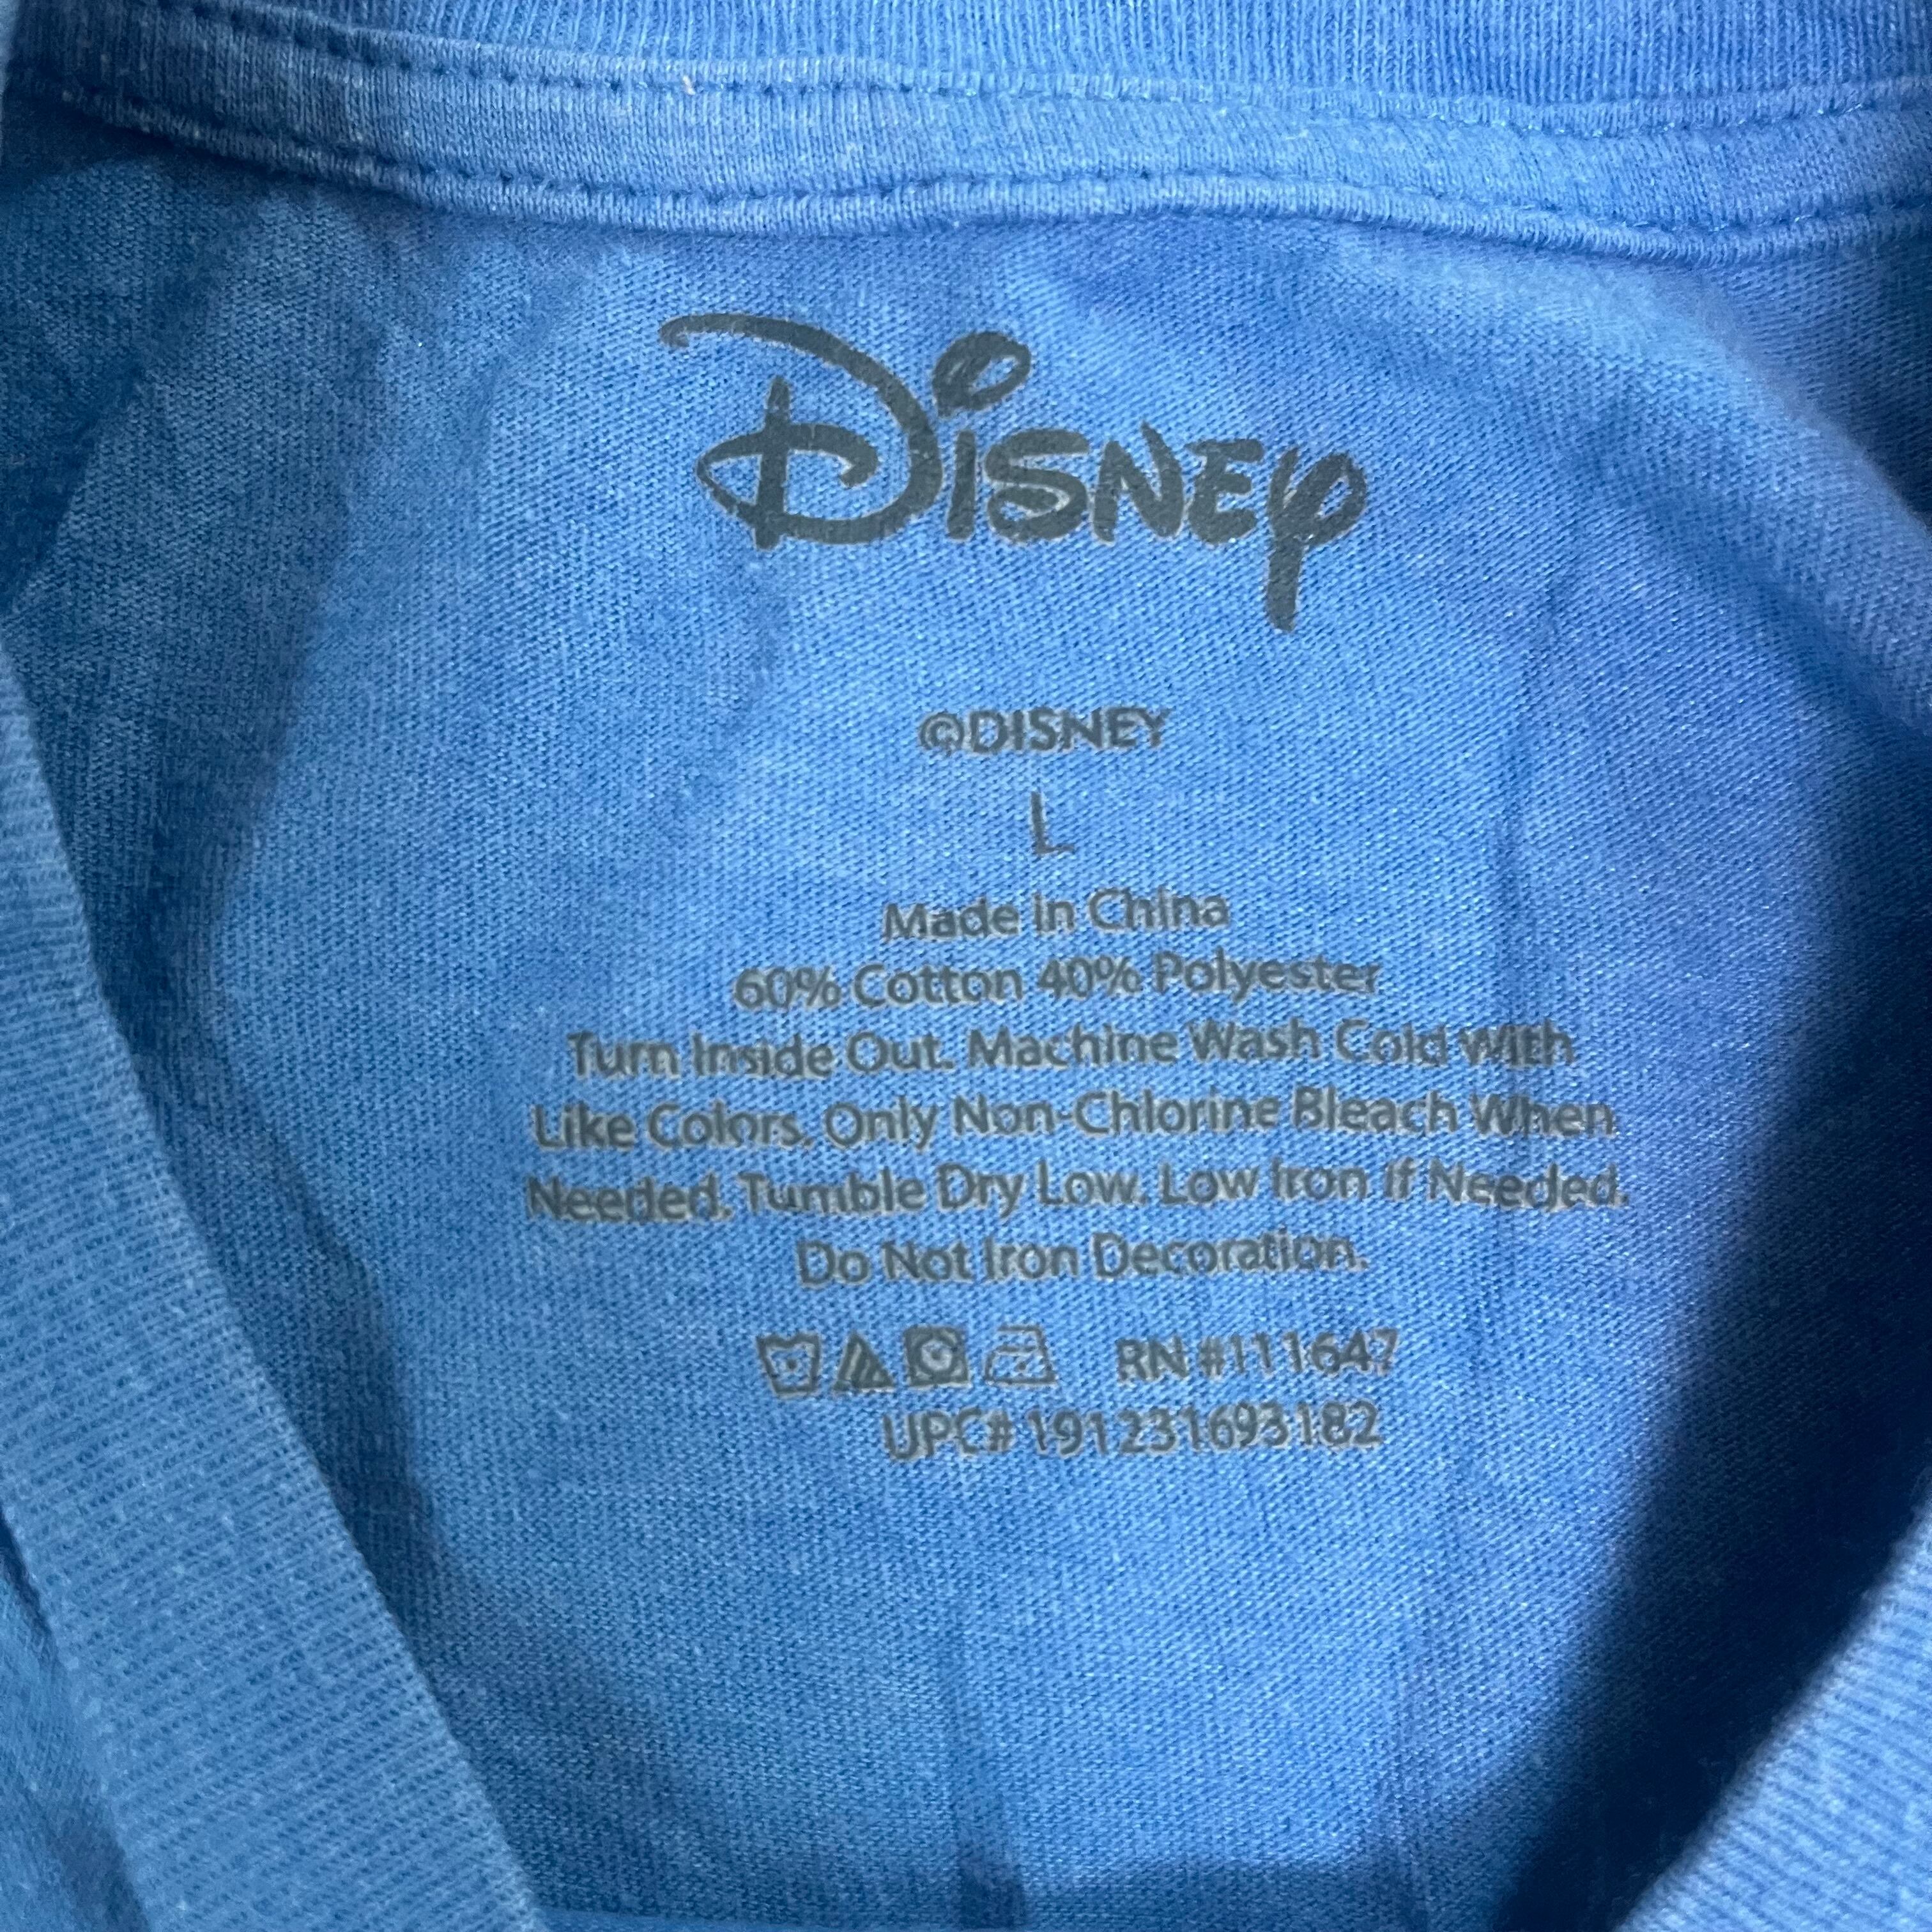 Disney
©DISNEY
L
Made In China
60% Cotton 40% Polyester
Turn Inside Out. Machine Wash Cold With
Like Colors. Only Non-Chlorine Bleach When
Needed. Tumble Dry Low. Low Iron If Needed.
Do Not Iron Decoration.
RN #111647
UPC# 191231693182